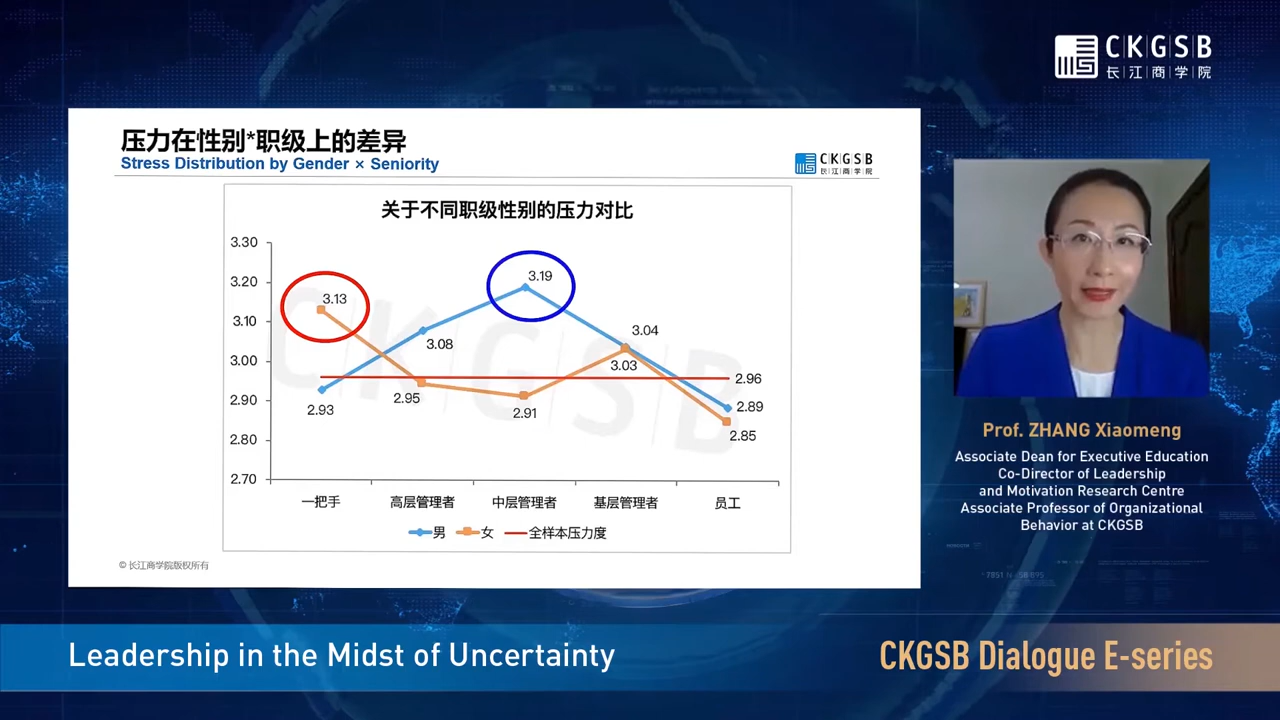 CKGSB
长江商学院
压力在性别*职级上的差异
Stress Distribution by Gender × Seniority
CKGSB
长江商学院
关于不同职级性别的压力对比
3.30
3.20
3.10
3.00
2.90
2.80
2.70
3.13
3.19
3.08
3.04
3.03
2.96
2.93
2.95
2.91
2.89
2.85
CKGSB
一把手 高层管理者 中层管理者 基层管理者 员工
男 女 全样本压力度
© 长江商学院版权所有
Prof. ZHANG Xiaomeng
Associate Dean for Executive Education
Co-Director of Leadership
and Motivation Research Centre
Associate Professor of Organizational
Behavior at CKGSB
Leadership in the Midst of Uncertainty
CKGSB Dialogue E-series